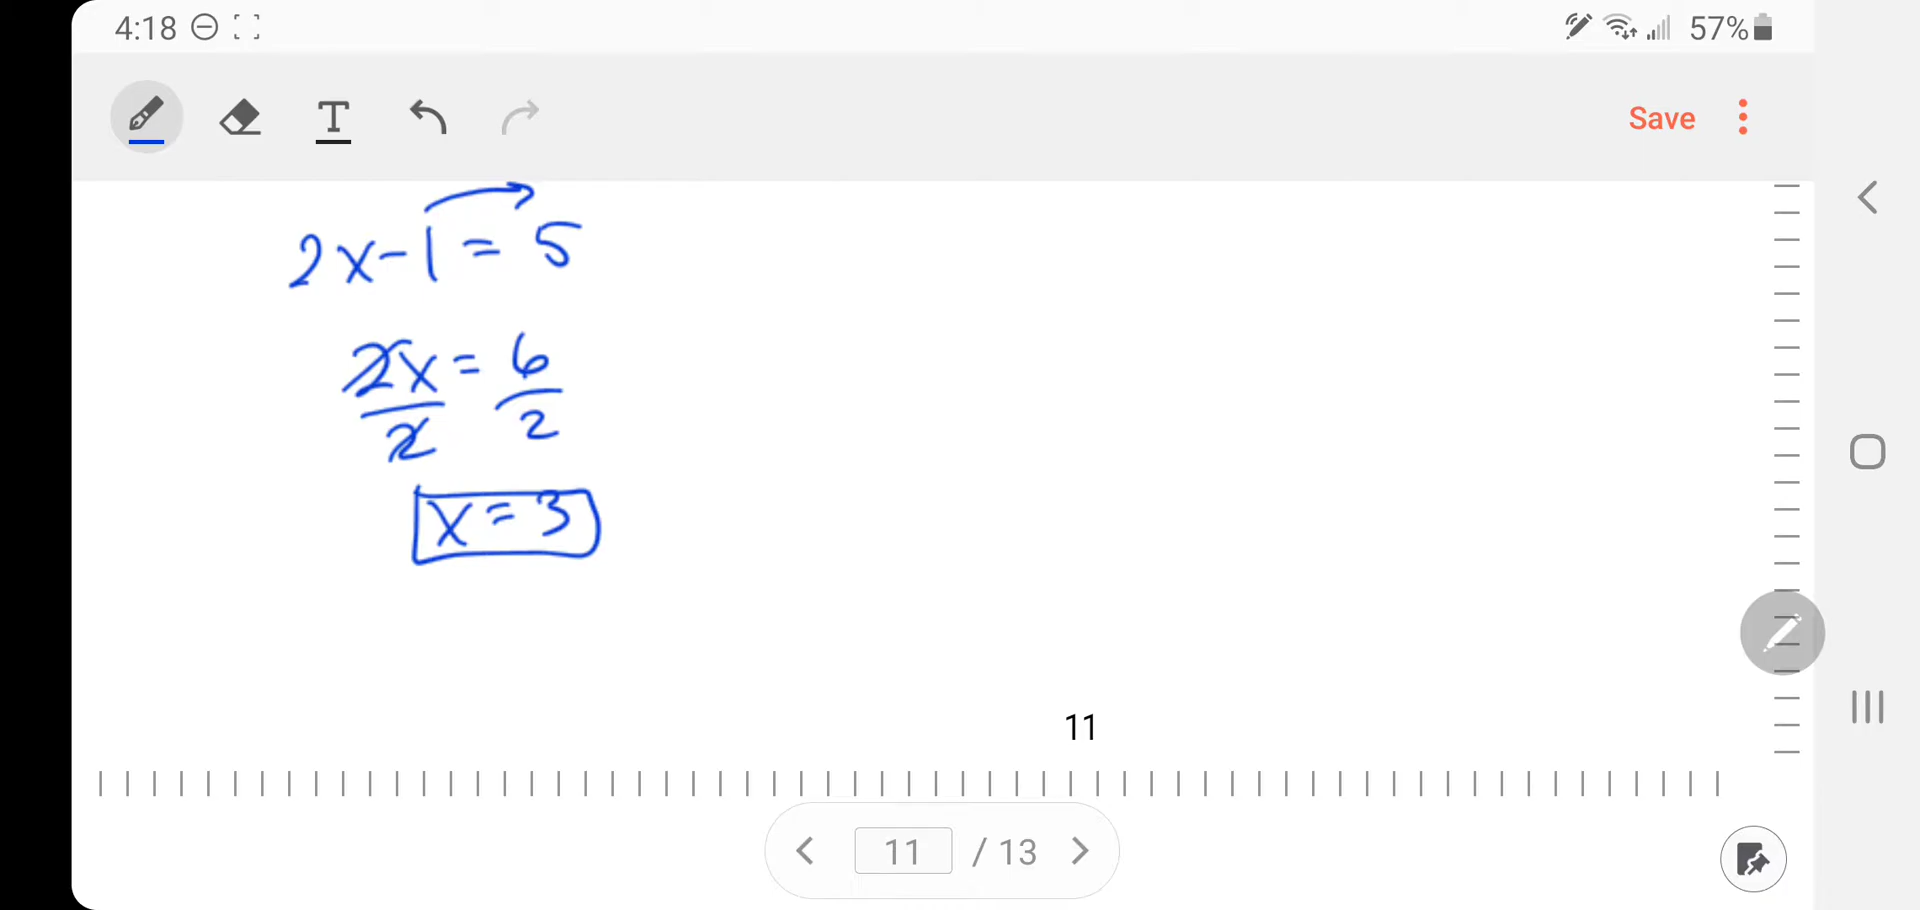 4:18 57%
T Save
2x-1 = 5
2x = 6
2 2
x = 3
11
11 / 13